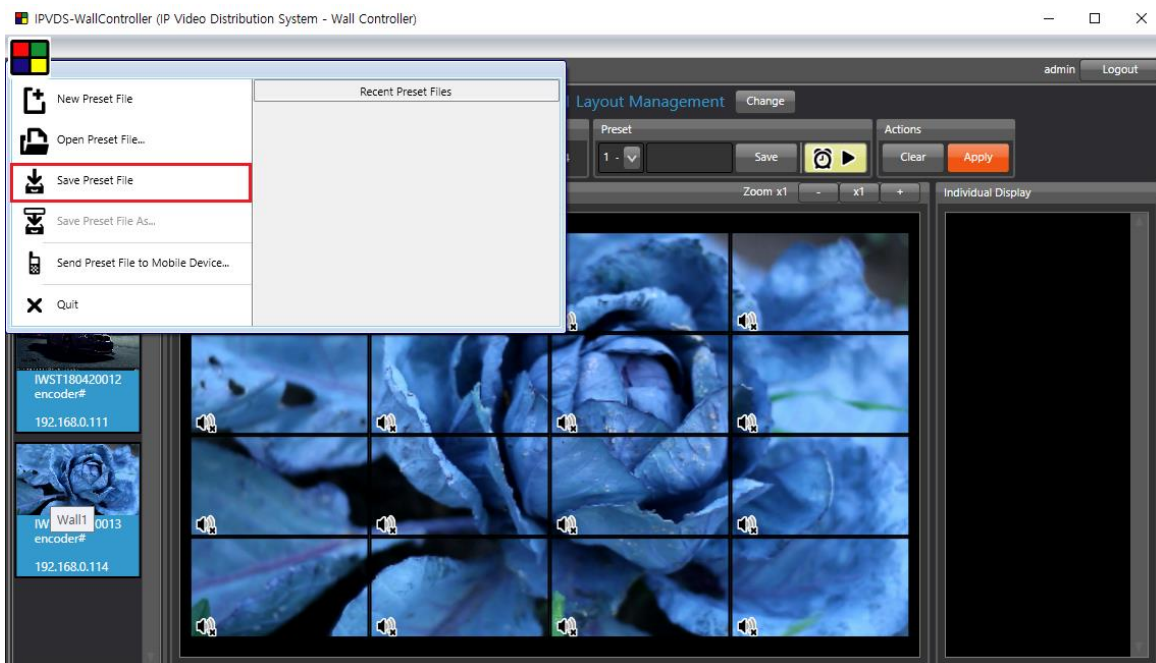 IPVDS-WallController (IP Video Distribution System - Wall Controller)
admin Logout
New Preset File
Open Preset File...
Save Preset File
Save Preset File As...
Send Preset File to Mobile Device...
Quit
Recent Preset Files
Layout Management Change
Preset
1 -
Save
Actions
Clear
Apply
Zoom x1 - x1 +
Individual Display
IWST180420012
encoder#
192.168.0.111
Wall1
IW 0013
encoder#
192.168.0.114